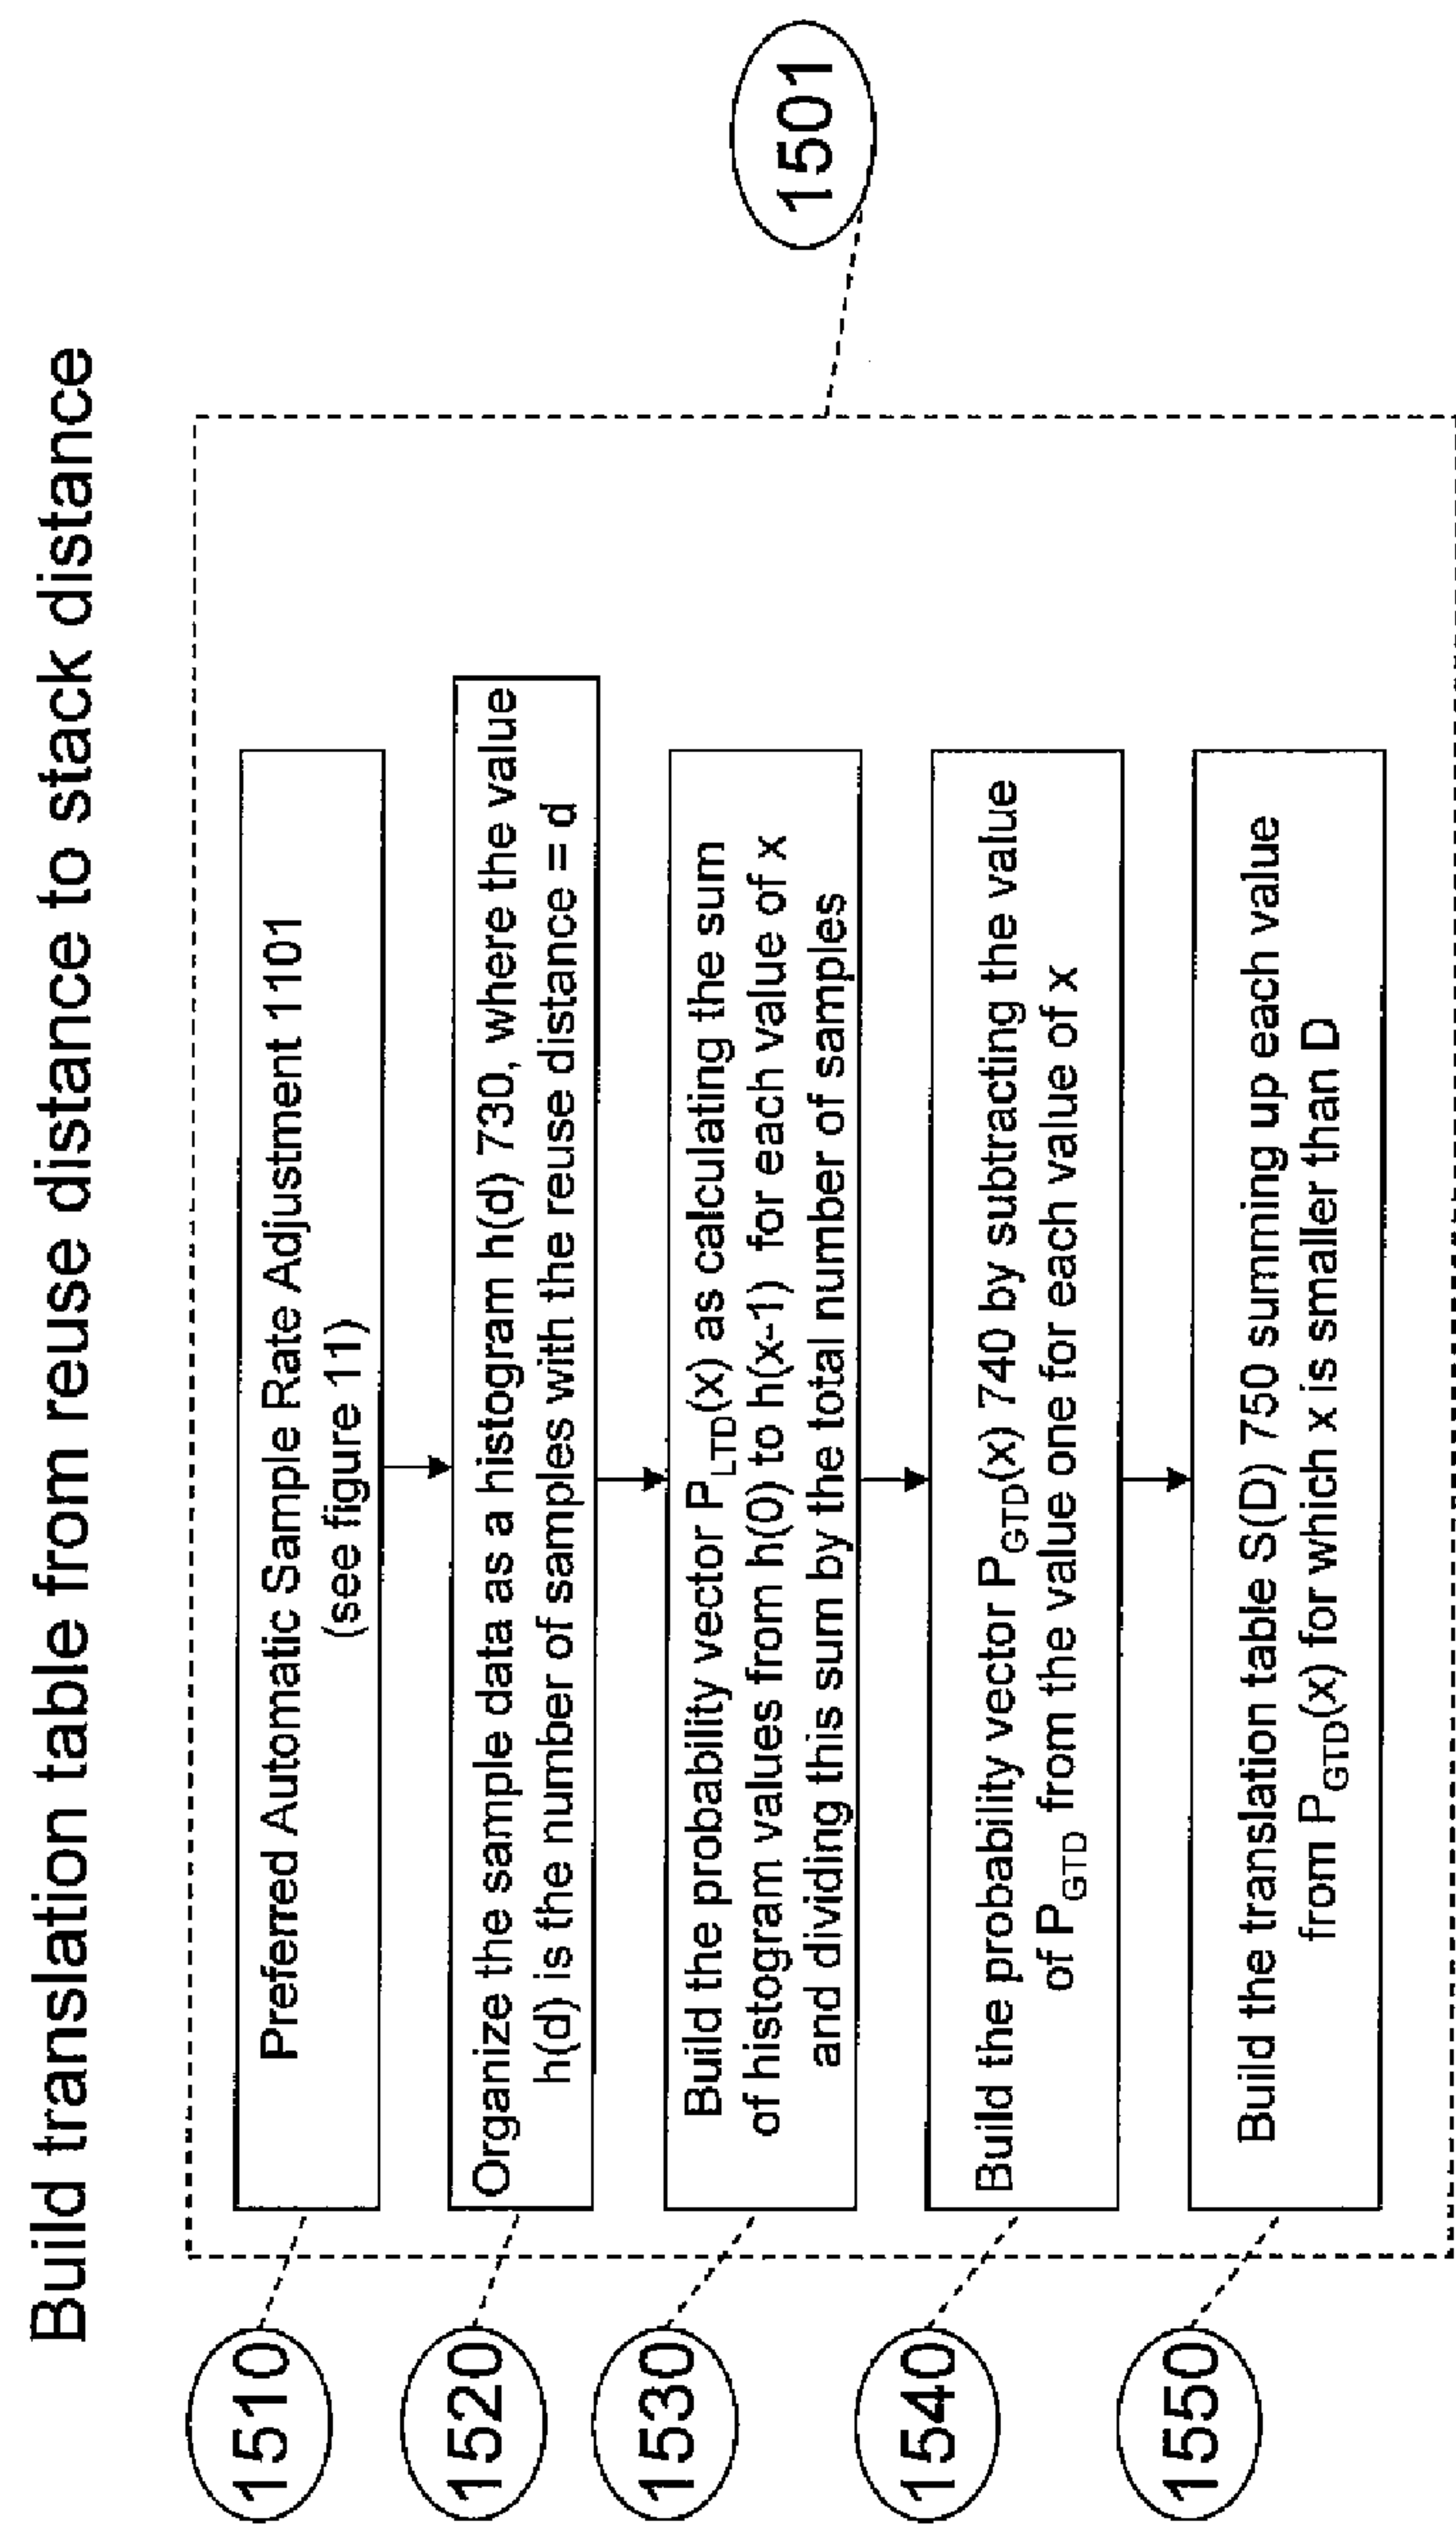 Build translation table from reuse distance to stack distance
1501
1510
Preferred Automatic Sample Rate Adjustment 1101
(see figure 11)
1520
Organize the sample data as a histogram h(d) 730, where the value
h(d) is the number of samples with the reuse distance = d
1530
Build the probability vector P_LTD(x) as calculating the sum
of histogram values from h(0) to h(x-1) for each value of x
and dividing this sum by the total number of samples
1540
Build the probability vector P_GTD(x) 740 by subtracting the value
of P_GTD from the value one for each value of x
1550
Build the translation table S(D) 750 summing up each value
from P_GTD(x) for which x is smaller than D